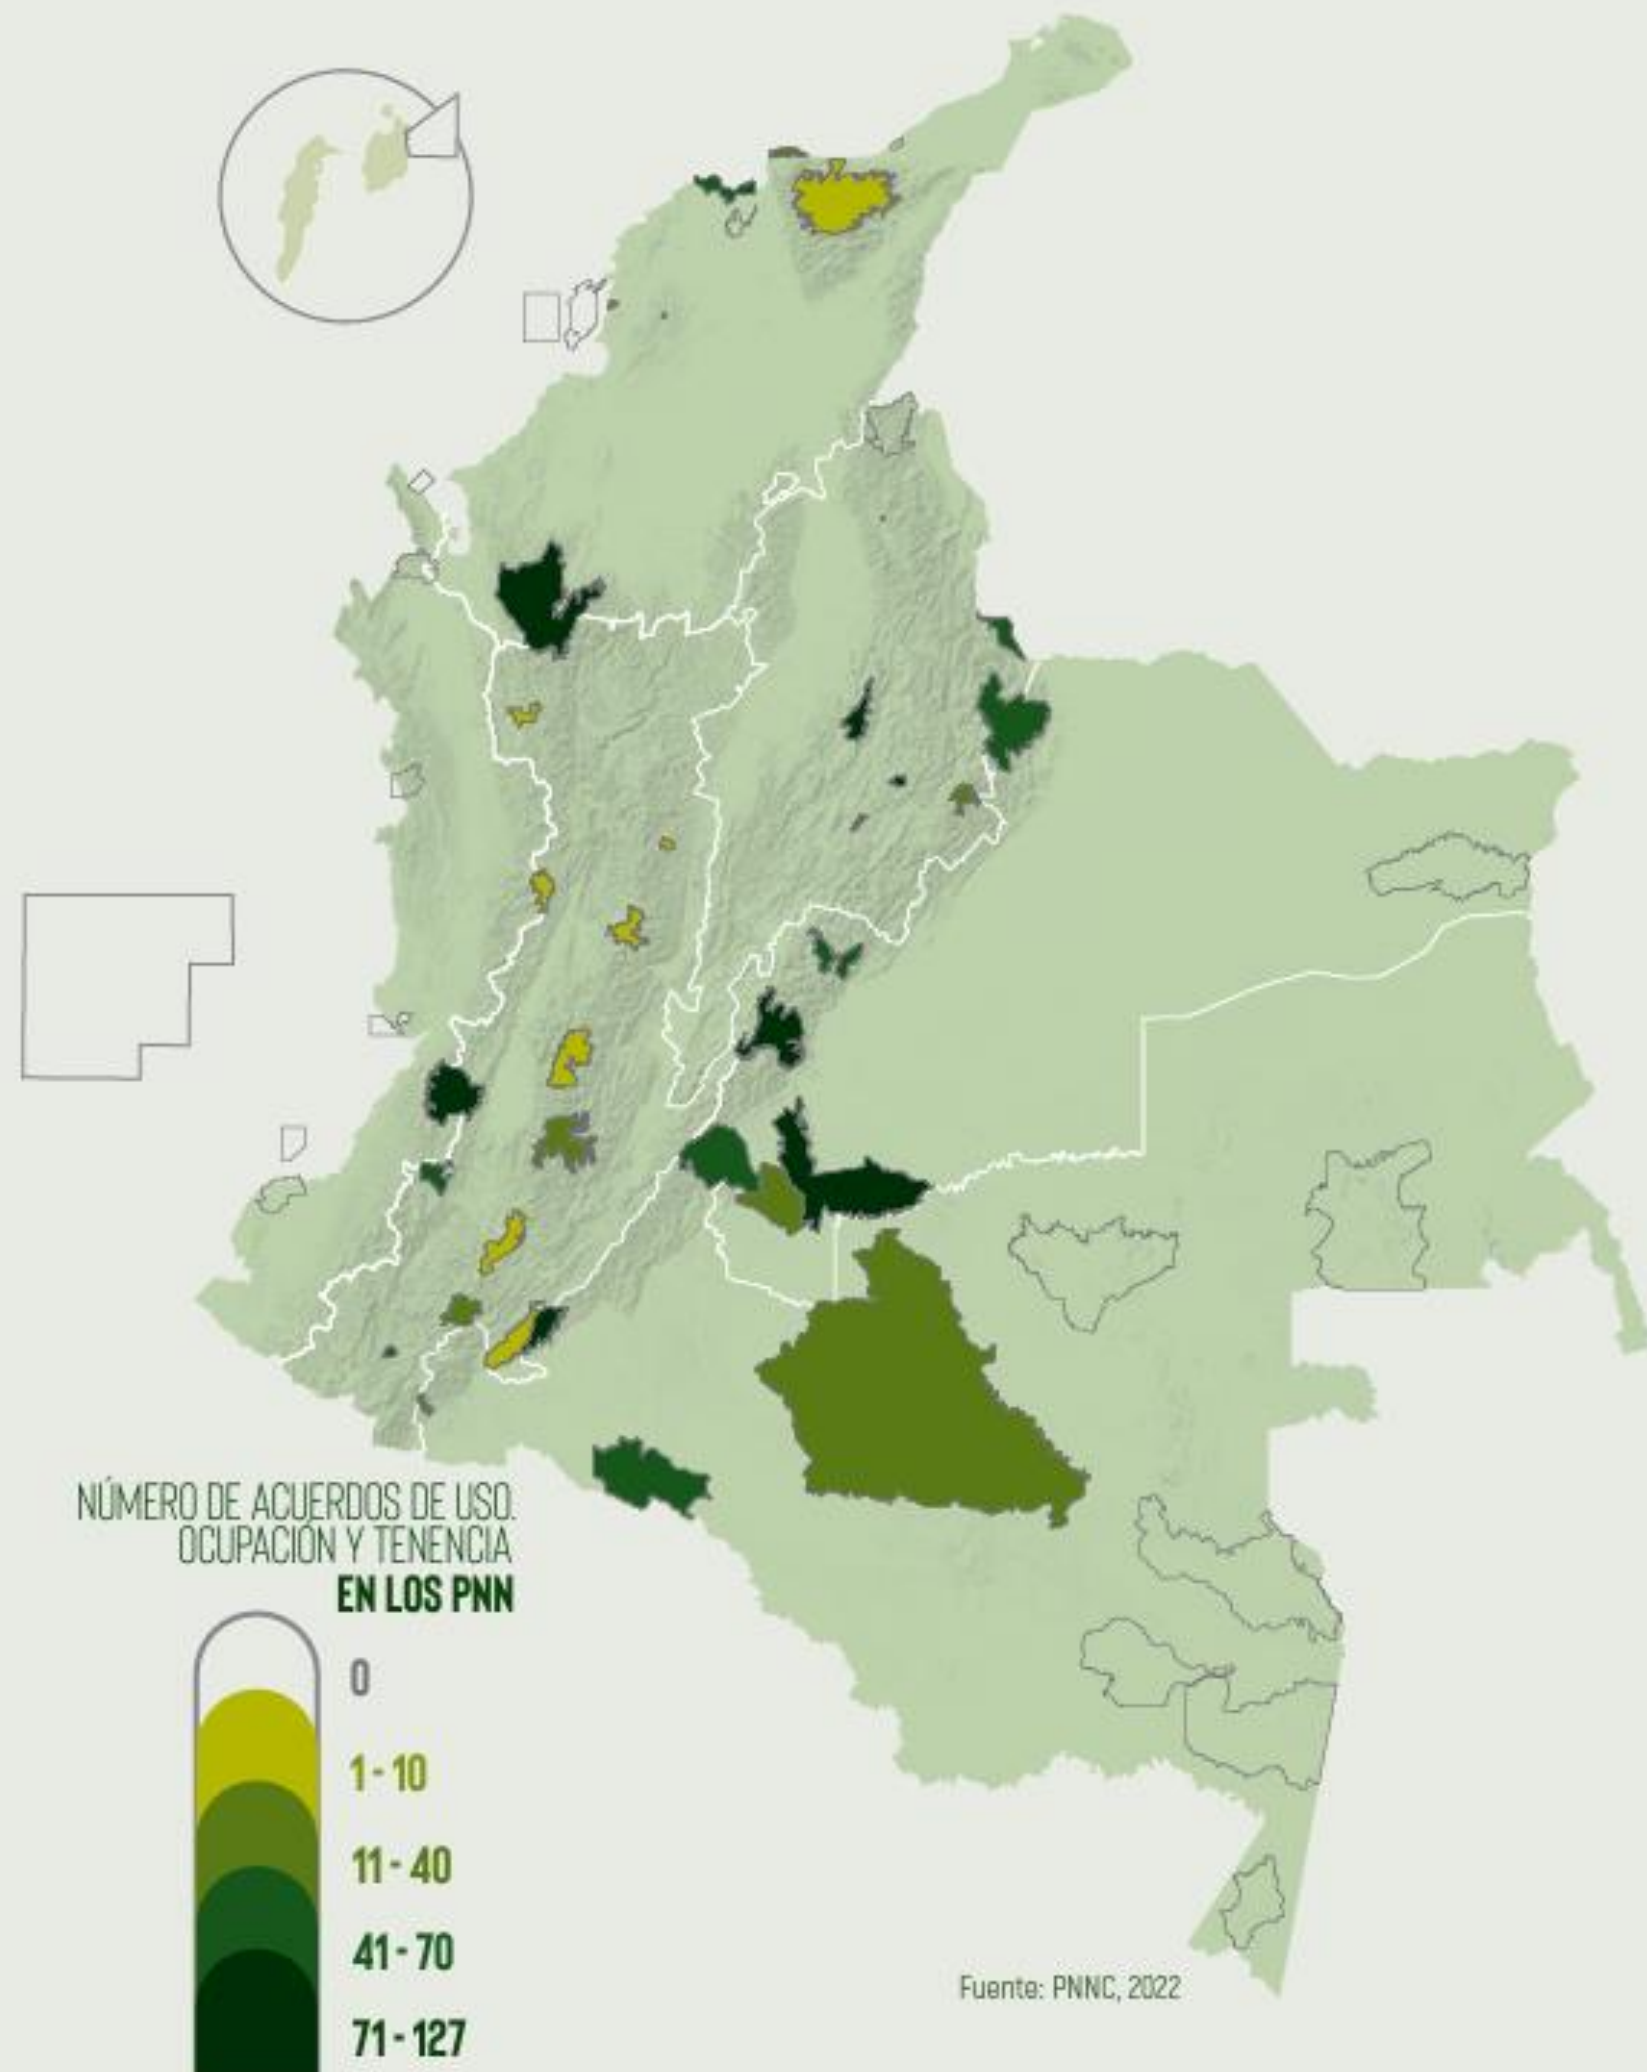 NÚMERO DE ACUERDOS DE USO.
OCUPACIÓN Y TENENCIA
EN LOS PNN
0
1 - 10
11 - 40
41 - 70
71 - 127
Fuente: PNNC, 2022